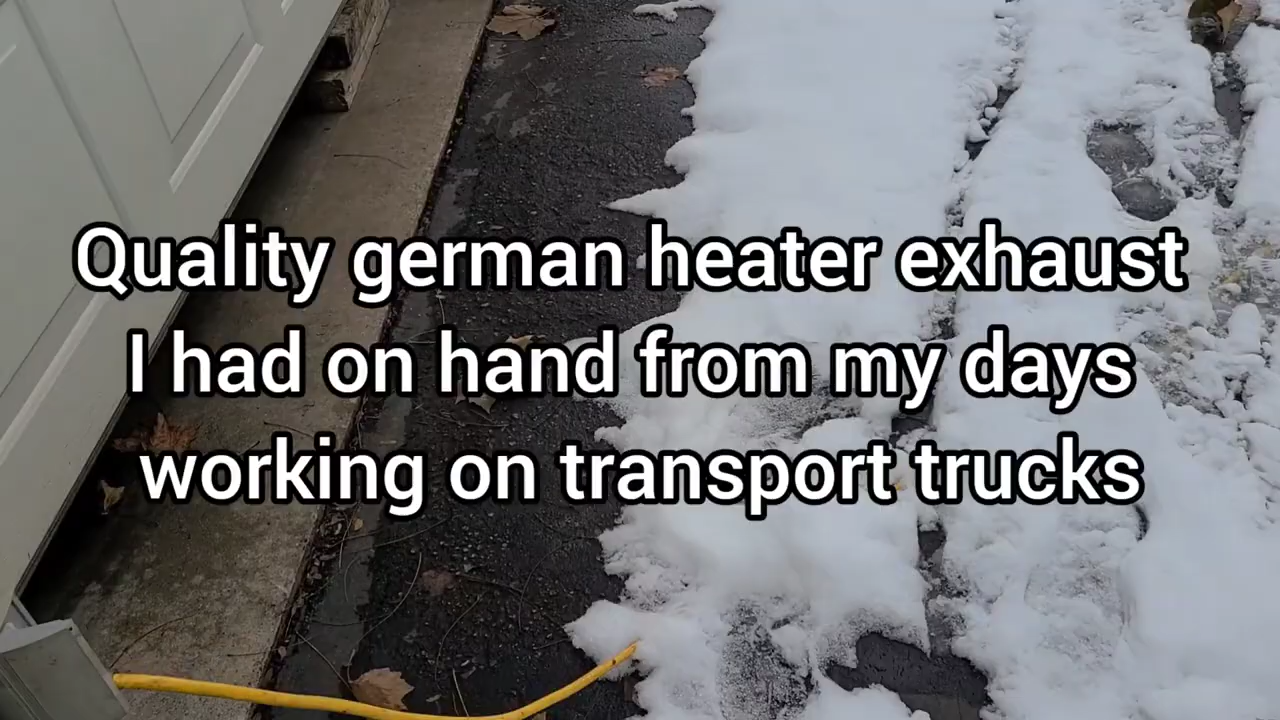 Quality german heater exhaust
I had on hand from my days
working on transport trucks